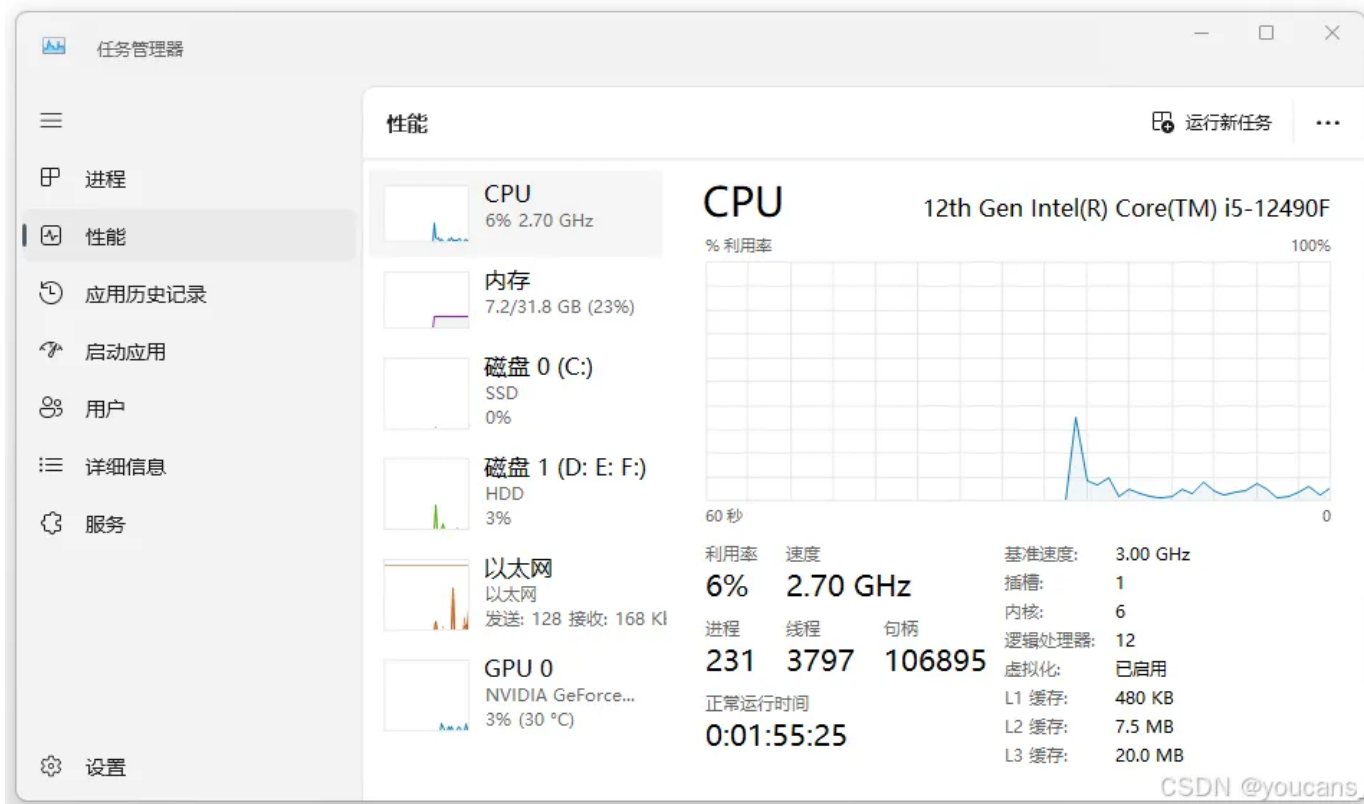 任务管理器
性能
运行新任务
进程
性能
应用历史记录
启动应用
用户
详细信息
服务
设置
CPU
6% 2.70 GHz
内存
7.2/31.8 GB (23%)
磁盘 0 (C:)
SSD
0%
磁盘 1 (D: E: F:)
HDD
3%
以太网
以太网
发送: 128 接收: 168 Kl
GPU 0
NVIDIA GeForce...
3% (30 °C)
CPU 12th Gen Intel(R) Core(TM) i5-12490F
% 利用率 100%
60 秒 0
利用率 速度
6% 2.70 GHz
进程 线程 句柄
231 3797 106895
正常运行时间
0:01:55:25
基准速度: 3.00 GHz
插槽: 1
内核: 6
逻辑处理器: 12
虚拟化: 已启用
L1 缓存: 480 KB
L2 缓存: 7.5 MB
L3 缓存: 20.0 MB
CSDN @youcans_